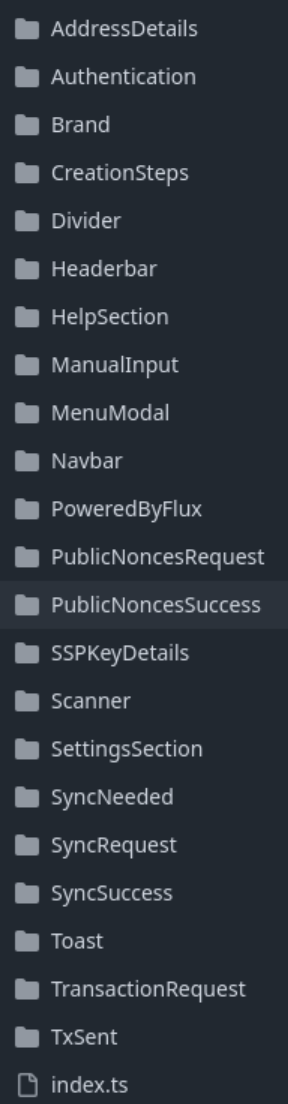 AddressDetails
Authentication
Brand
CreationSteps
Divider
Headerbar
HelpSection
ManualInput
MenuModal
Navbar
PoweredByFlux
PublicNoncesRequest
PublicNoncesSuccess
SSPKeyDetails
Scanner
SettingsSection
SyncNeeded
SyncRequest
SyncSuccess
Toast
TransactionRequest
TxSent
index.ts